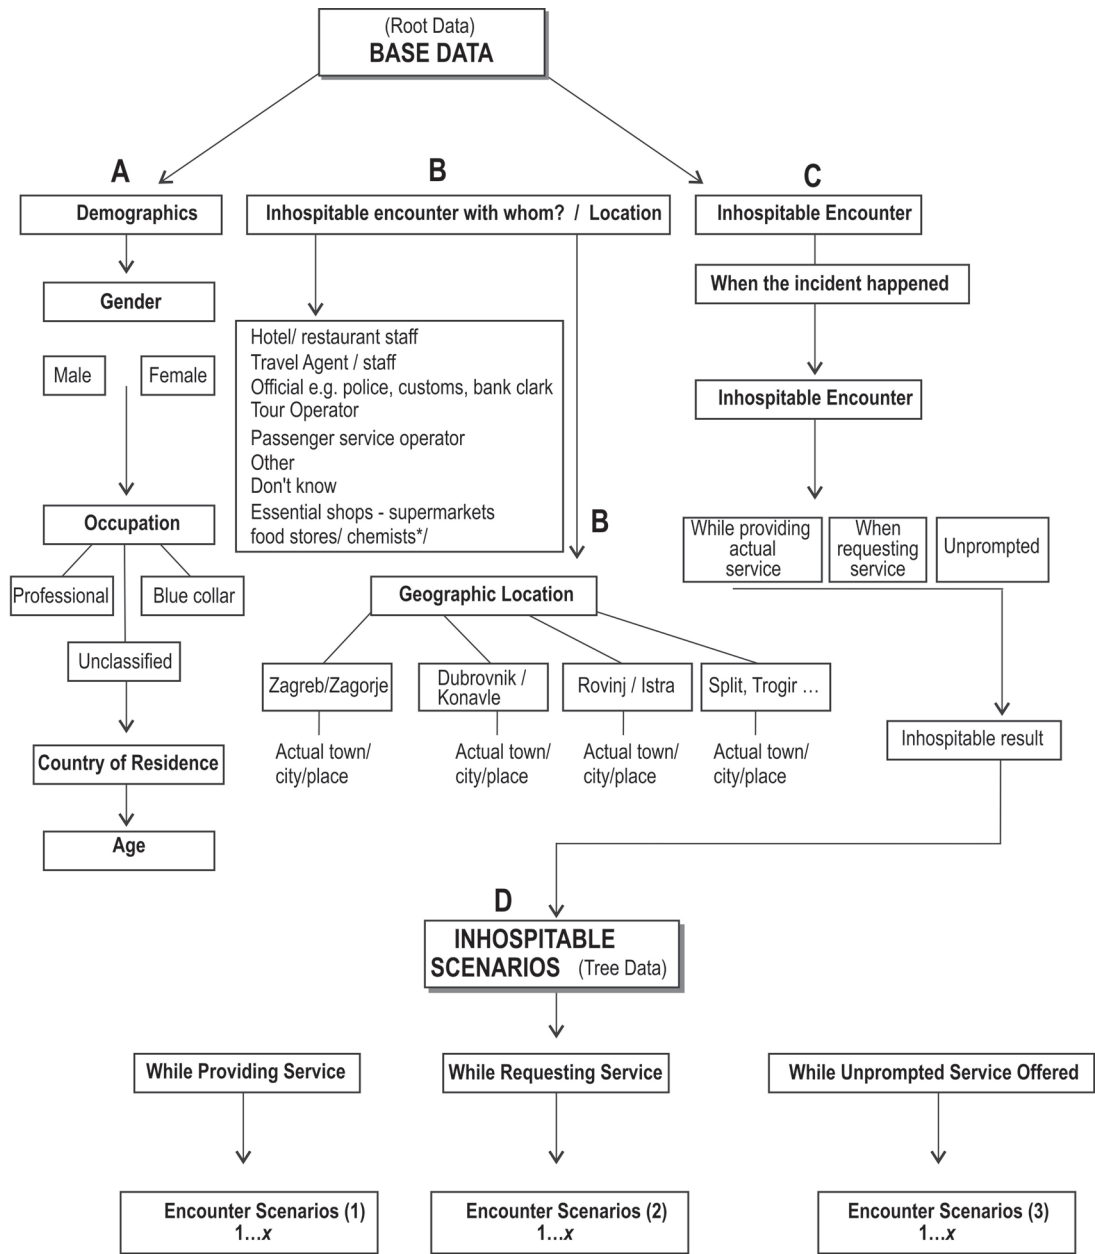 (Root Data)
BASE DATA
A
B
C
Demographics
Inhospitable encounter with whom? / Location
Inhospitable Encounter
When the incident happened
Gender
Hotel/ restaurant staff
Travel Agent / staff
Official e.g. police, customs, bank clark
Tour Operator
Passenger service operator
Other
Don't know
Essential shops - supermarkets
food stores/ chemists*/
Male
Female
Inhospitable Encounter
Occupation
B
While providing
actual
service
When
requesting
service
Unprompted
Professional
Blue collar
Geographic Location
Unclassified
Zagreb/Zagorje
Dubrovnik /
Konavle
Rovinj / Istra
Split, Trogir ...
Actual town/
city/place
Actual town/
city/place
Actual town/
city/place
Actual town/
city/place
Inhospitable result
Country of Residence
Age
D
INHOSPITABLE
SCENARIOS (Tree Data)
While Providing Service
While Requesting Service
While Unprompted Service Offered
Encounter Scenarios (1)
1...x
Encounter Scenarios (2)
1...x
Encounter Scenarios (3)
1...x